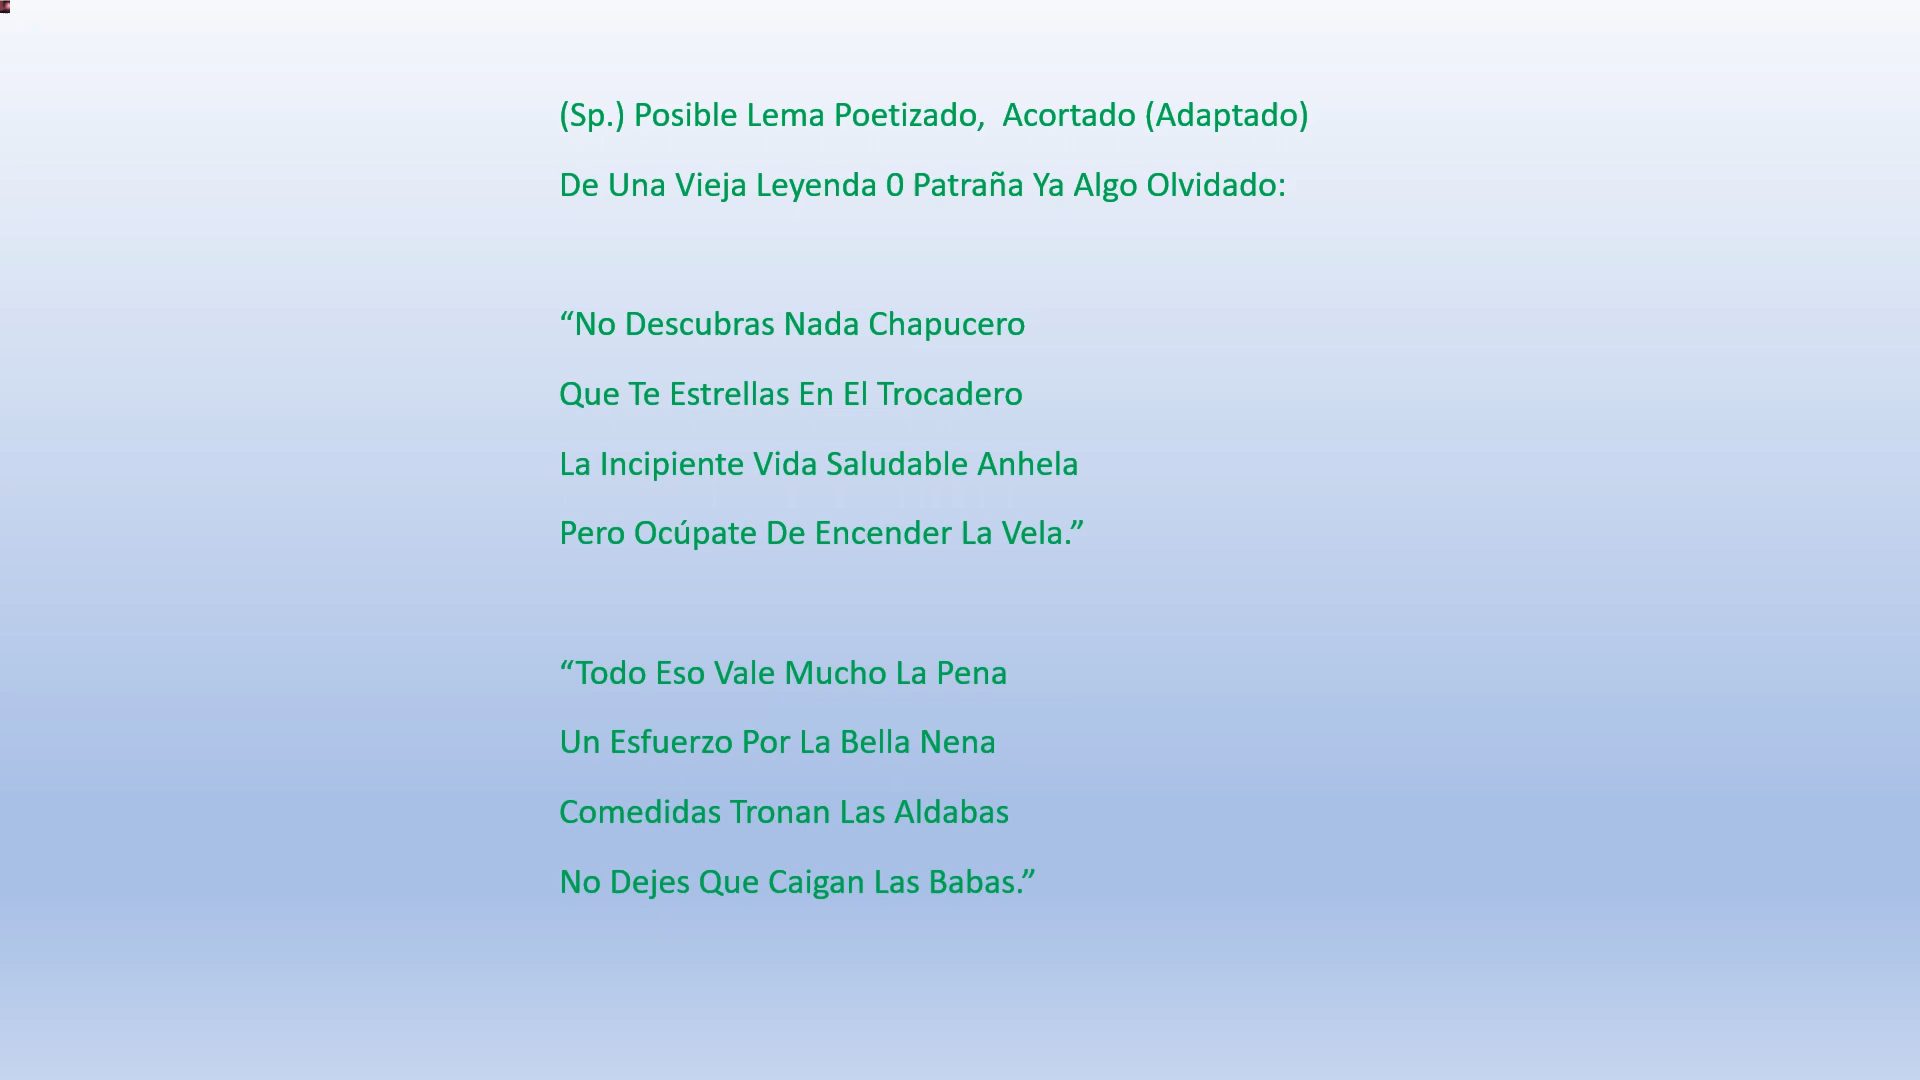 (Sp.) Posible Lema Poetizado,  Acortado (Adaptado)
De Una Vieja Leyenda 0 Patraña Ya Algo Olvidado:
“No Descubras Nada Chapucero
Que Te Estrellas En El Trocadero
La Incipiente Vida Saludable Anhela
Pero Ocúpate De Encender La Vela.”
“Todo Eso Vale Mucho La Pena
Un Esfuerzo Por La Bella Nena
Comedidas Tronan Las Aldabas
No Dejes Que Caigan Las Babas.”